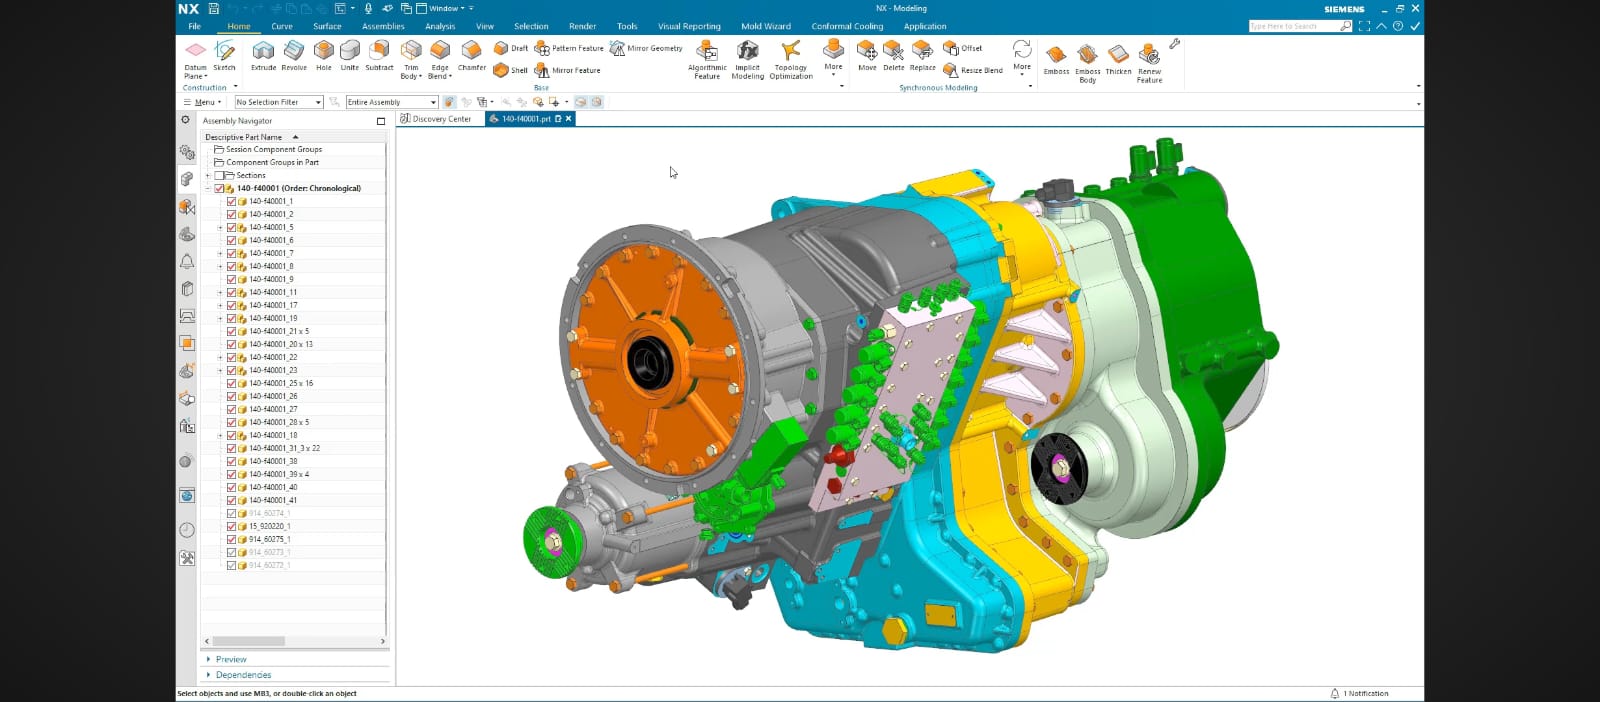 NX Window NX - Modeling SIEMENS
File Home Curve Surface Assemblies Analysis View Selection Render Tools Visual Reporting Mold Wizard Conformal Cooling Application Type Here to Search
Datum Plane Sketch Extrude Revolve Hole Unite Subtract Trim Body Edge Blend Chamfer Draft Shell Pattern Feature Mirror Feature Mirror Geometry Algorithmic Feature Implicit Modeling Topology Optimization More Move Delete Replace Offset Resize Blend More Emboss Emboss Body Thicken Renew Feature
Construction Base Synchronous Modeling
Menu No Selection Filter Entire Assembly
Assembly Navigator Discovery Center 140-f40001.prt
Descriptive Part Name
Session Component Groups
Component Groups in Part
Sections
140-f40001 (Order: Chronological)
140-f40001_1
140-f40001_2
140-f40001_5
140-f40001_6
140-f40001_7
140-f40001_8
140-f40001_9
140-f40001_11
140-f40001_17
140-f40001_19
140-f40001_21 x 5
140-f40001_20 x 13
140-f40001_22
140-f40001_23
140-f40001_25 x 16
140-f40001_26
140-f40001_27
140-f40001_28 x 5
140-f40001_18
140-f40001_31_3 x 22
140-f40001_38
140-f40001_39 x 4
140-f40001_40
140-f40001_41
914_60274_1
15_920220_1
914_60275_1
914_60273_1
914_60272_1
Preview
Dependencies
Select objects and use MB3, or double-click an object 1 Notification